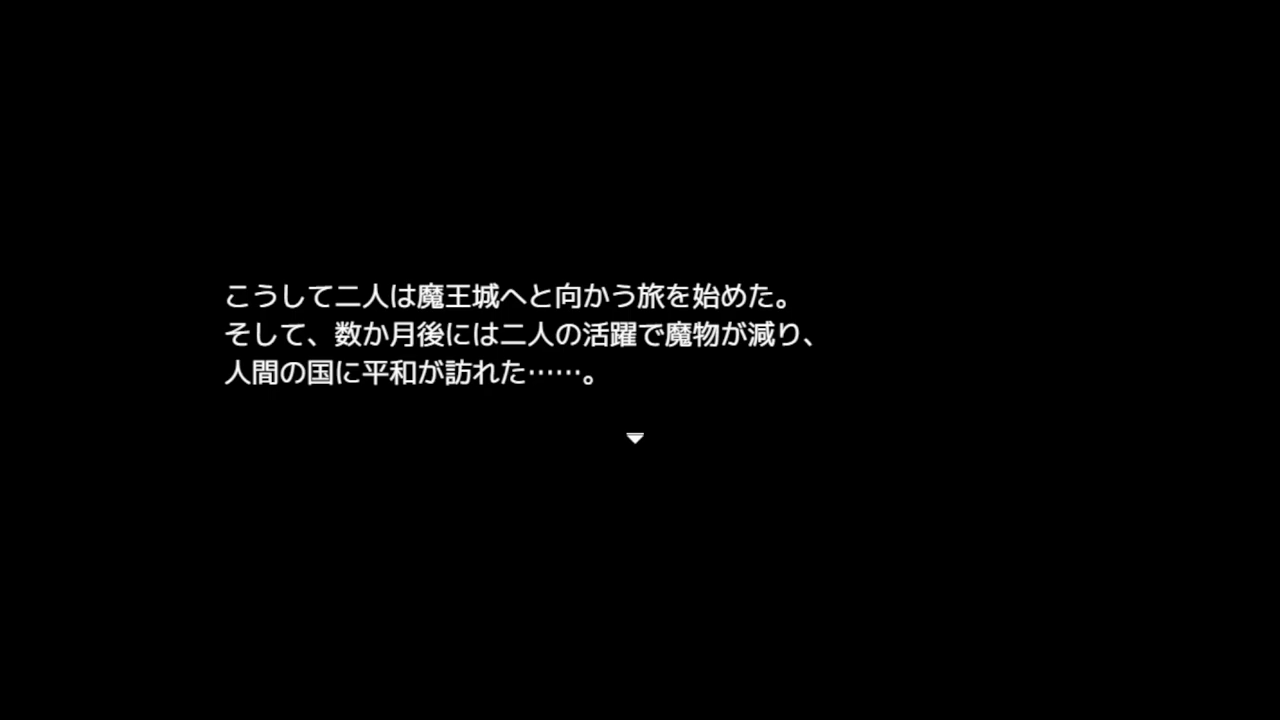 こうして二人は魔王城へと向かう旅を始めた。
そして、数か月後には二人の活躍で魔物が減り、
人間の国に平和が訪れた……。